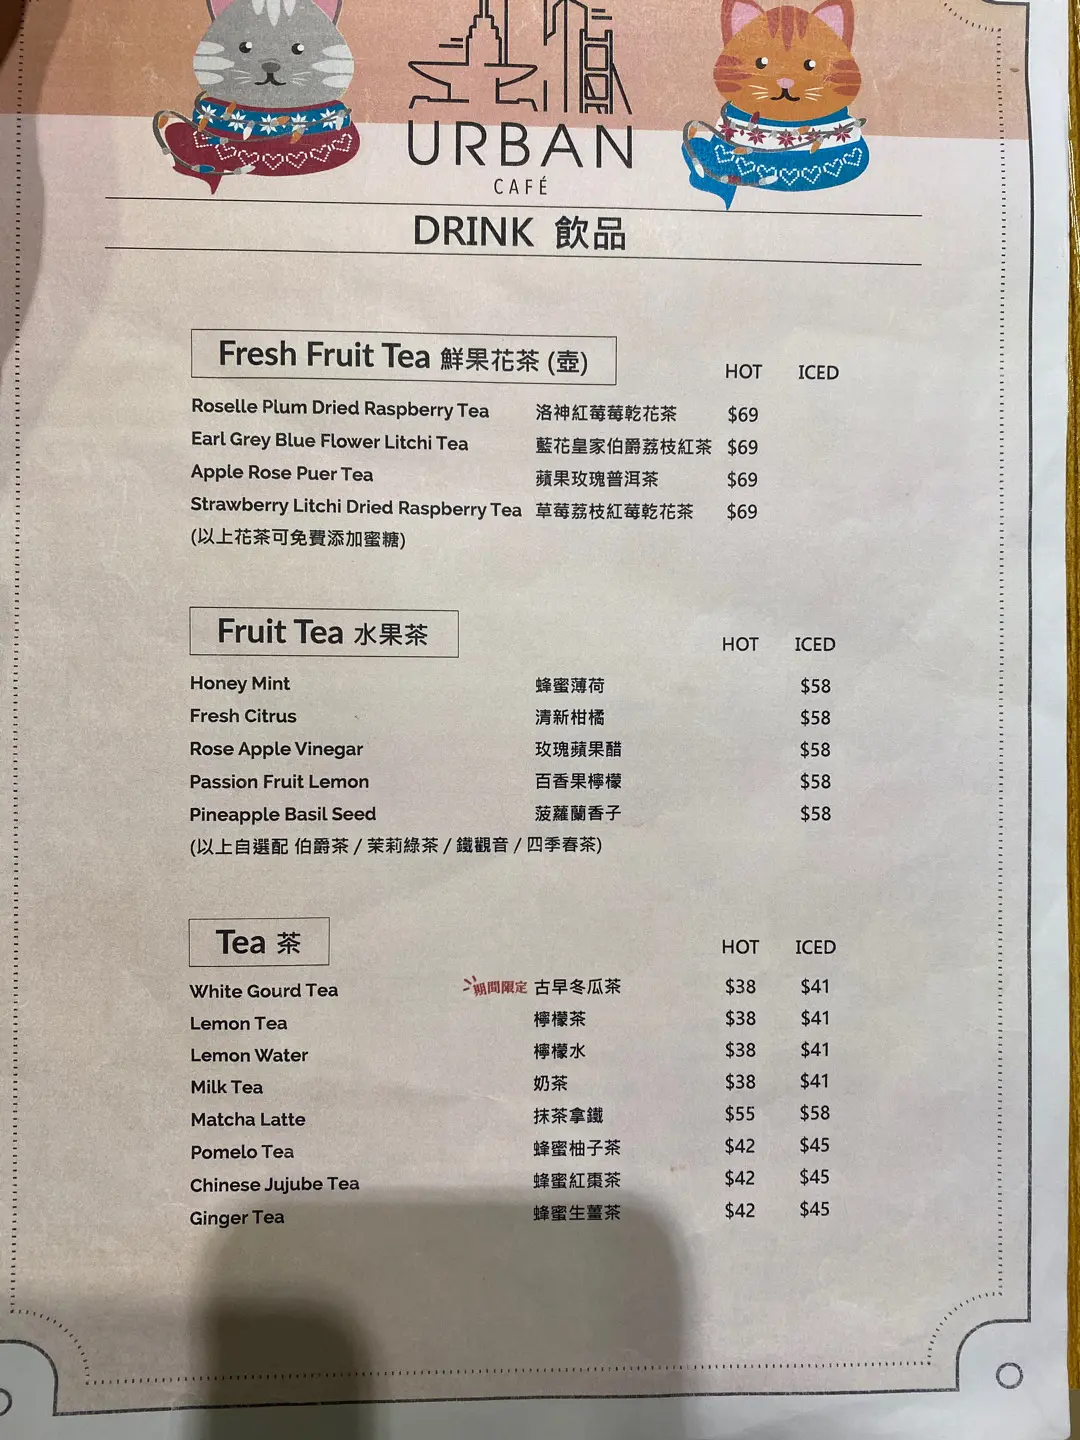 URBAN
CAFÉ
DRINK 飲品
Fresh Fruit Tea 鮮果花茶 (壺) HOT ICED
Roselle Plum Dried Raspberry Tea 洛神紅莓莓乾花茶 $69
Earl Grey Blue Flower Litchi Tea 藍花皇家伯爵荔枝紅茶 $69
Apple Rose Puer Tea 蘋果玫瑰普洱茶 $69
Strawberry Litchi Dried Raspberry Tea 草莓荔枝紅莓乾花茶 $69
(以上花茶可免費添加蜜糖)
Fruit Tea 水果茶 HOT ICED
Honey Mint 蜂蜜薄荷 $58
Fresh Citrus 清新柑橘 $58
Rose Apple Vinegar 玫瑰蘋果醋 $58
Passion Fruit Lemon 百香果檸檬 $58
Pineapple Basil Seed 菠蘿蘭香子 $58
(以上自選配 伯爵茶 / 茉莉綠茶 / 鐵觀音 / 四季春茶)
Tea 茶 HOT ICED
White Gourd Tea 期間限定 古早冬瓜茶 $38 $41
Lemon Tea 檸檬茶 $38 $41
Lemon Water 檸檬水 $38 $41
Milk Tea 奶茶 $38 $41
Matcha Latte 抹茶拿鐵 $55 $58
Pomelo Tea 蜂蜜柚子茶 $42 $45
Chinese Jujube Tea 蜂蜜紅棗茶 $42 $45
Ginger Tea 蜂蜜生薑茶 $42 $45